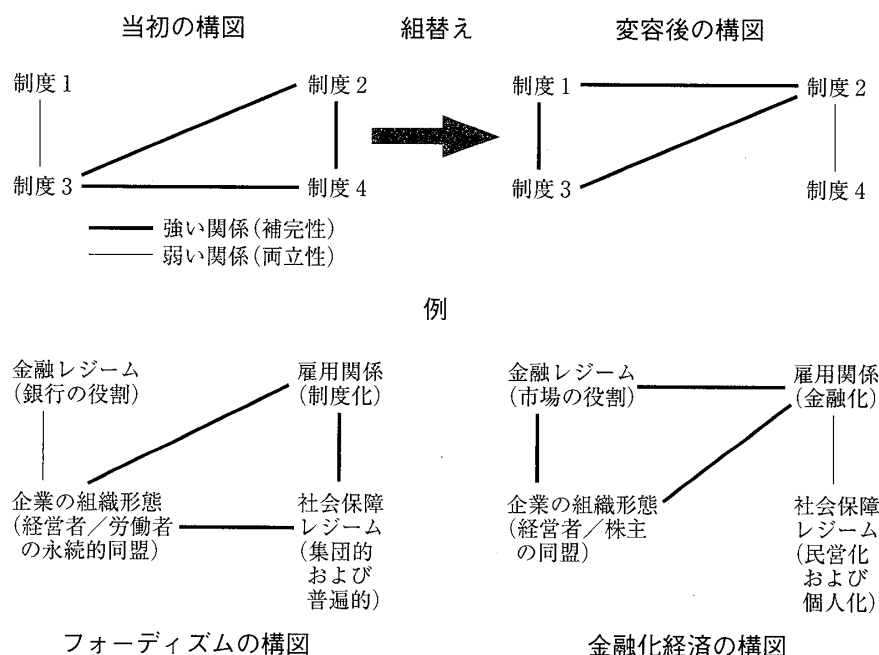 当初の構図
組替え
変容後の構図
制度1
制度2
制度3
制度4
制度1
制度2
制度3
制度4
強い関係(補完性)
弱い関係(両立性)
例
金融レジーム
(銀行の役割)
雇用関係
(制度化)
企業の組織形態
(経営者/労働者
の永続的同盟)
社会保障
レジーム
(集団的
および
普遍的)
フォーディズムの構図
金融レジーム
(市場の役割)
雇用関係
(金融化)
企業の組織形態
(経営者/株主
の同盟)
社会保障
レジーム
(民営化
および
個人化)
金融化経済の構図